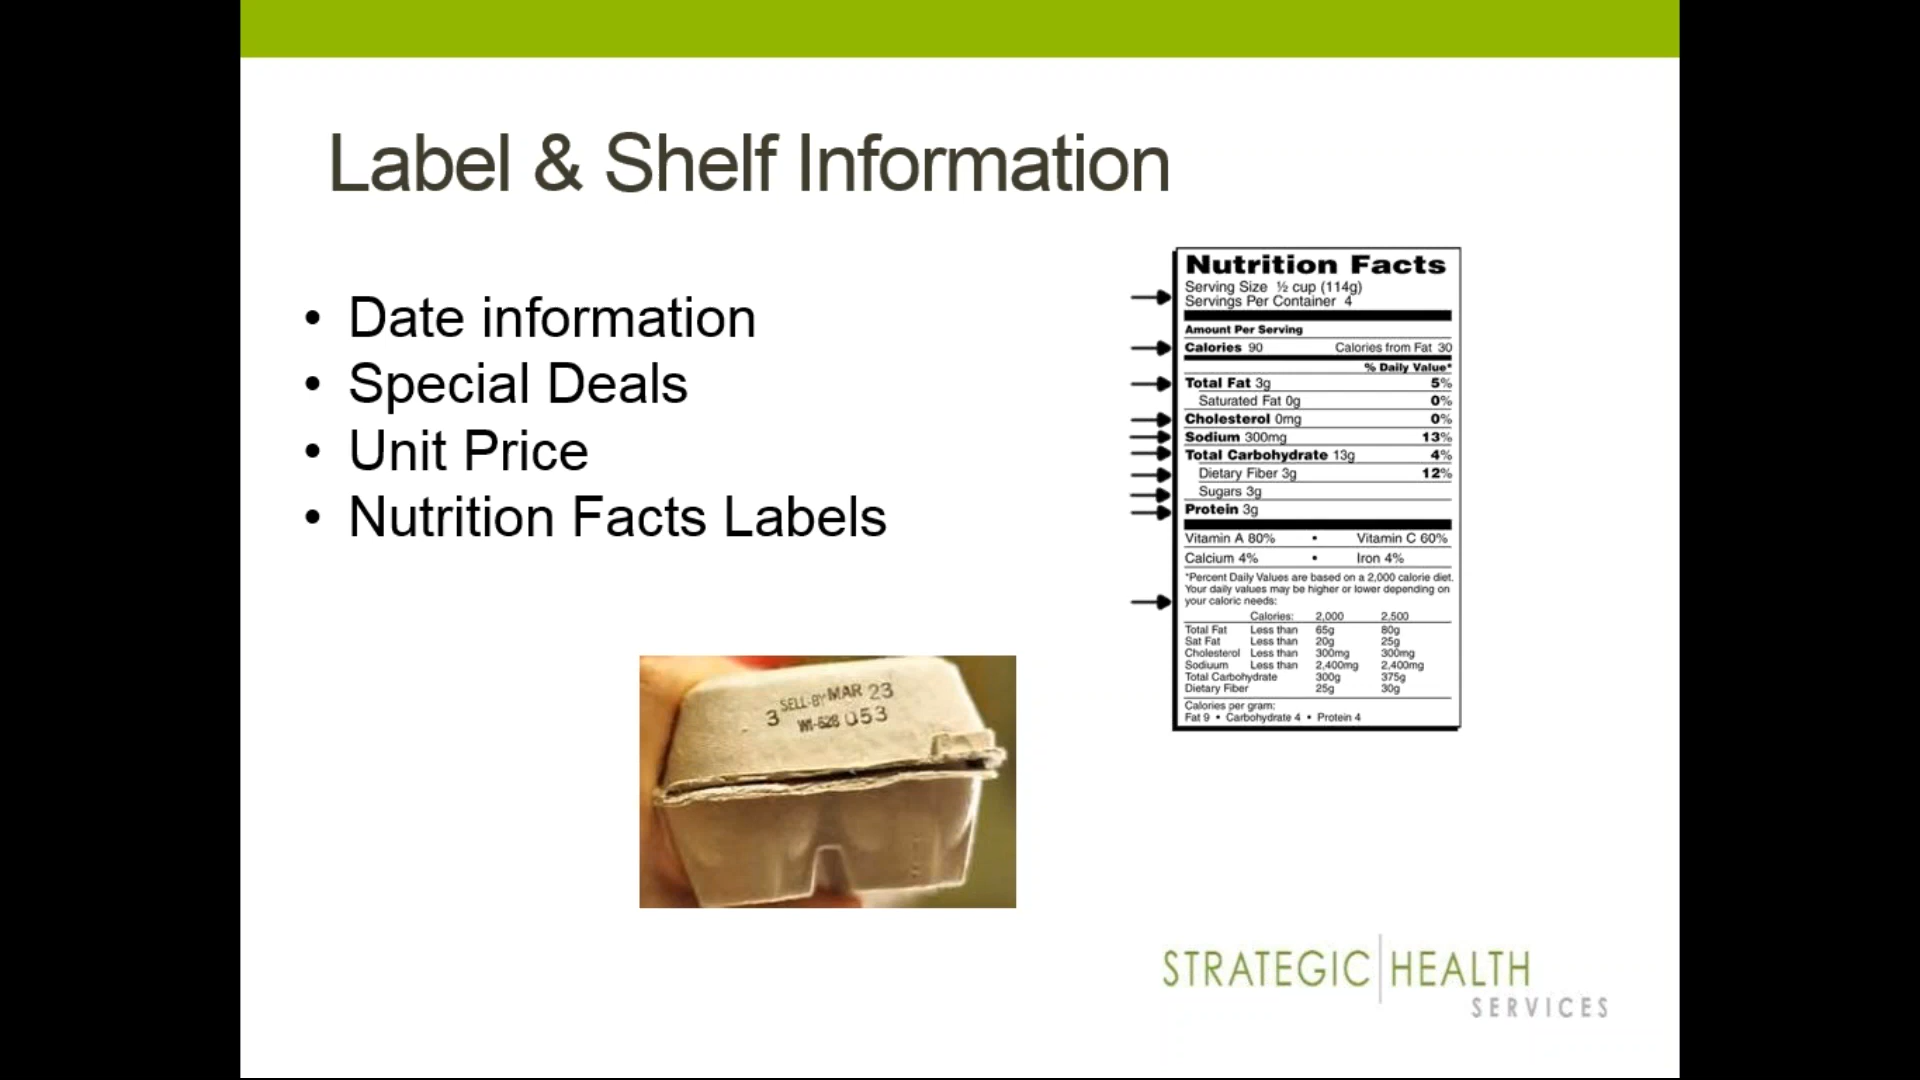 Label & Shelf Information
• Date information
• Special Deals
• Unit Price
• Nutrition Facts Labels
Nutrition Facts
Serving Size ½ cup (114g)
Servings Per Container 4
Amount Per Serving
Calories 90 Calories from Fat 30
% Daily Value*
Total Fat 3g 5%
Saturated Fat 0g 0%
Cholesterol 0mg 0%
Sodium 300mg 13%
Total Carbohydrate 13g 4%
Dietary Fiber 3g 12%
Sugars 3g
Protein 3g
Vitamin A 80% • Vitamin C 60%
Calcium 4% • Iron 4%
*Percent Daily Values are based on a 2,000 calorie diet.
Your daily values may be higher or lower depending on
your caloric needs:
Calories: 2,000 2,500
Total Fat Less than 65g 80g
Sat Fat Less than 20g 25g
Cholesterol Less than 300mg 300mg
Sodiuum Less than 2,400mg 2,400mg
Total Carbohydrate 300g 375g
Dietary Fiber 25g 30g
Calories per gram:
Fat 9 • Carbohydrate 4 • Protein 4
3 SELL-BY MAR 23
WI-628 053
STRATEGIC HEALTH
SERVICES